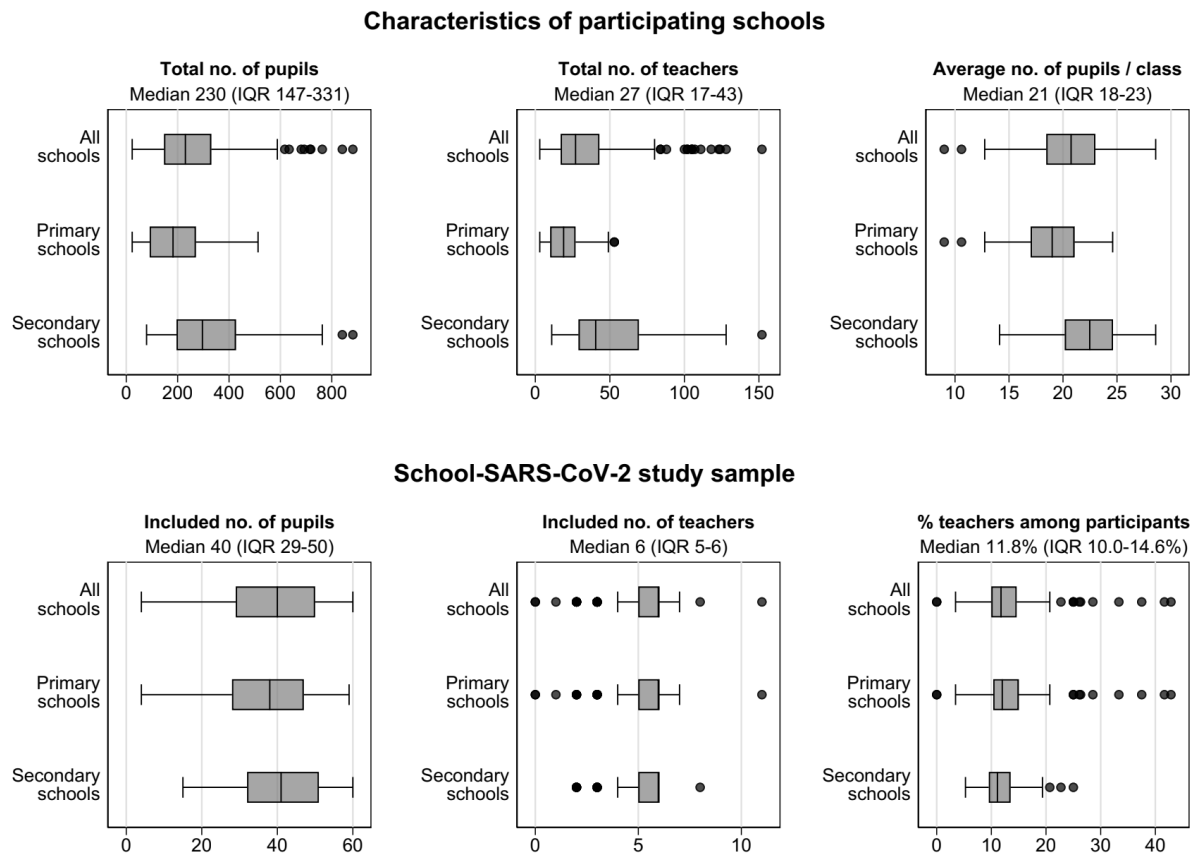 Characteristics of participating schools
Total no. of pupils
Median 230 (IQR 147-331)
All
schools
Primary
schools
Secondary
schools
0 200 400 600 800
Total no. of teachers
Median 27 (IQR 17-43)
All
schools
Primary
schools
Secondary
schools
0 50 100 150
Average no. of pupils / class
Median 21 (IQR 18-23)
All
schools
Primary
schools
Secondary
schools
10 15 20 25 30
School-SARS-CoV-2 study sample
Included no. of pupils
Median 40 (IQR 29-50)
All
schools
Primary
schools
Secondary
schools
0 20 40 60
Included no. of teachers
Median 6 (IQR 5-6)
All
schools
Primary
schools
Secondary
schools
0 5 10
% teachers among participants
Median 11.8% (IQR 10.0-14.6%)
All
schools
Primary
schools
Secondary
schools
0 10 20 30 40